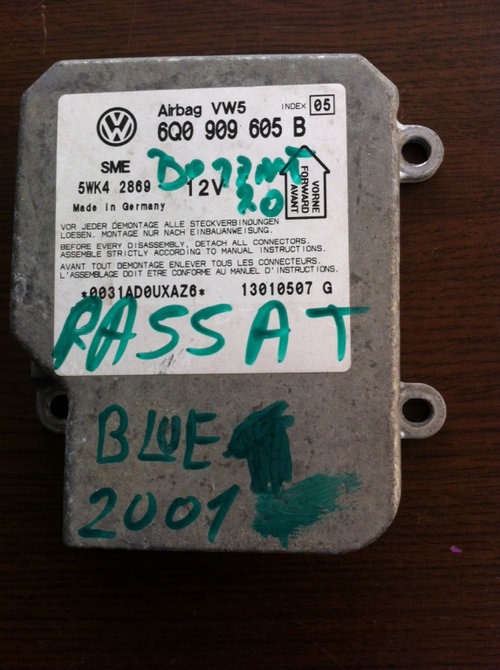 Airbag VW5
INDEX 05
6Q0 909 605 B
SME
5WK4 2869
12V
Made in Germany
20
VORNE
FORWARD
AVANT
VOR JEDER DEMONTAGE ALLE STECKVERBINDUNGEN
LOESEN. MONTAGE NUR NACH EINBAUANWEISUNG.
BEFORE EVERY DISASSEMBLY, DETACH ALL CONNECTORS.
ASSEMBLE STRICTLY ACCORDING TO MANUAL INSTRUCTIONS.
AVANT TOUT DEMONTAGE ENLEVER TOUS LES CONNECTEURS.
L'ASSEMBLAGE DOIT ETRE CONFORME AU MANUEL D'INSTRUCTIONS.
*0031AD0UXAZ6* 13010507 G
PASSAT
BLUE
2001